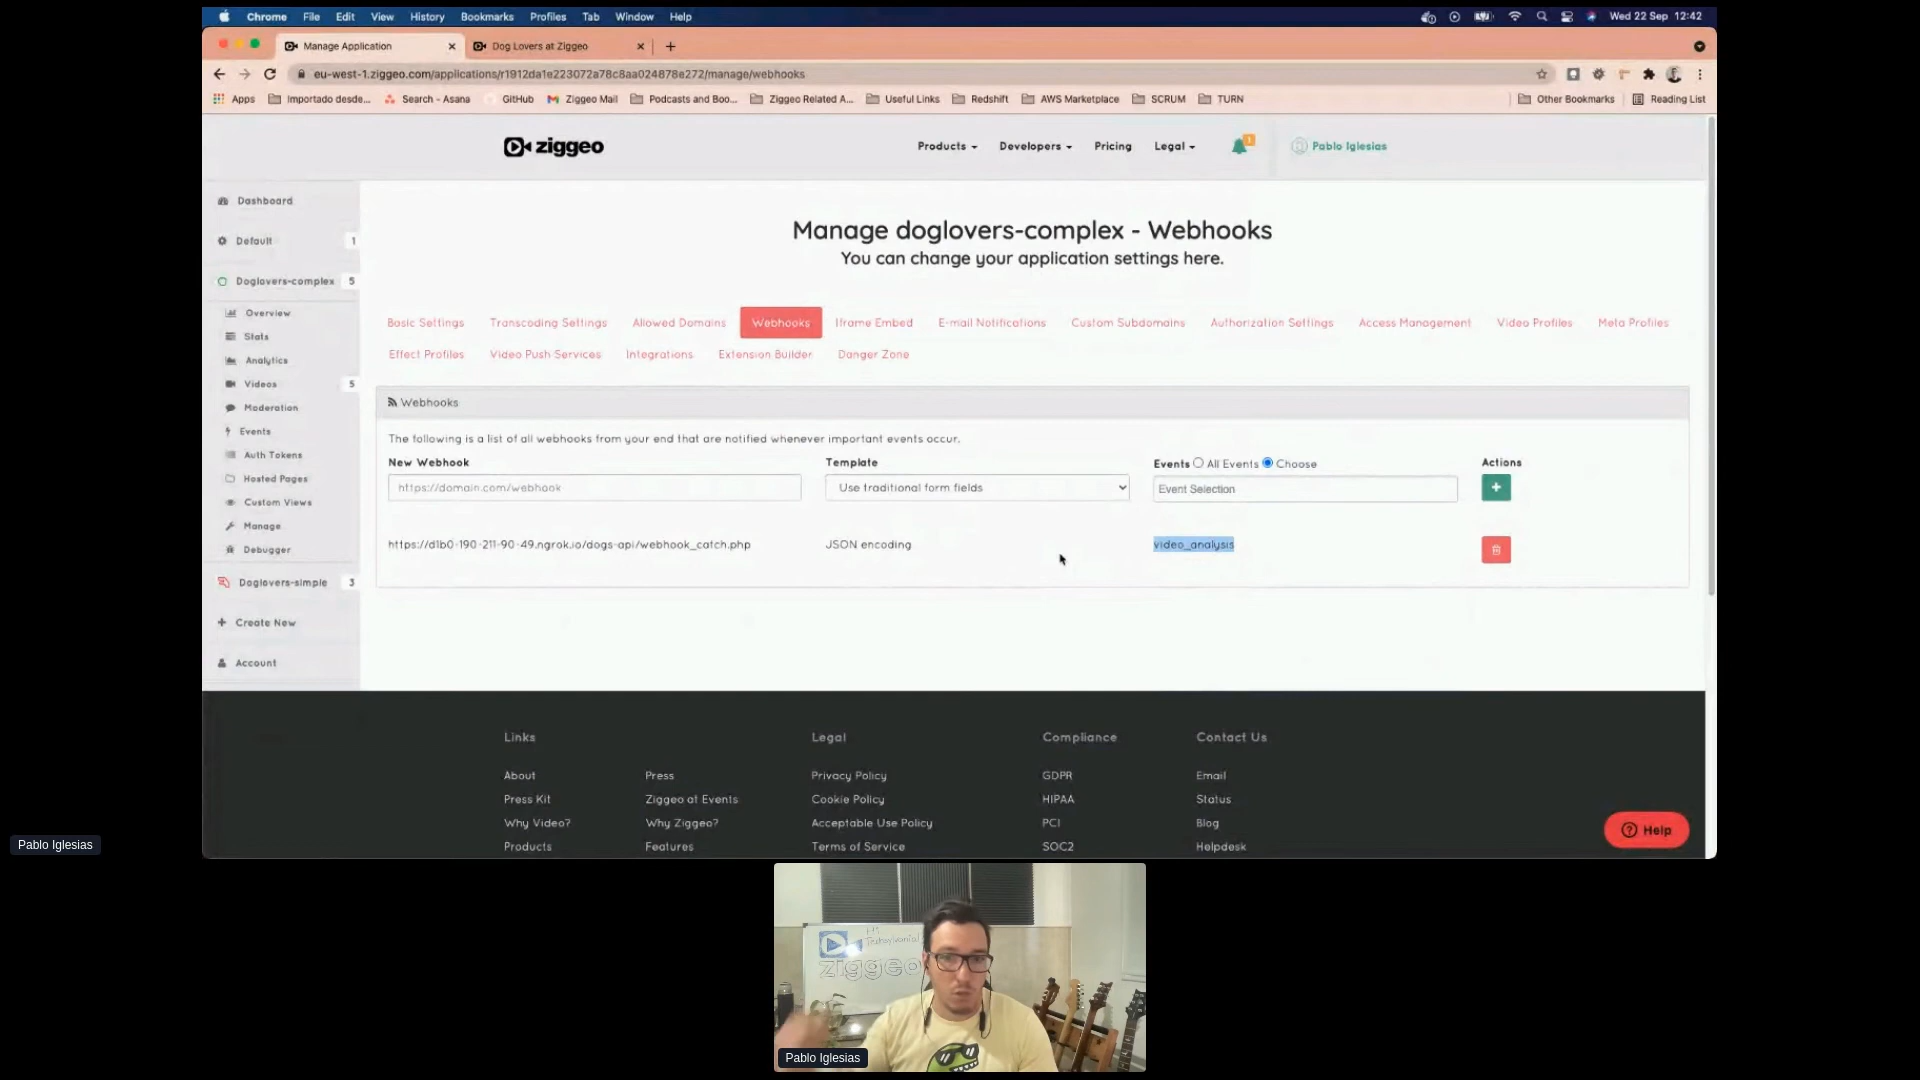 Chrome File Edit View History Bookmarks Profiles Tab Window Help Wed 22 Sep 12:42
Manage Application Dog Lovers at Ziggeo
eu-west-1.ziggeo.com/applications/r1912da1e223072a78c8aa024878e272/manage/webhooks
Apps Importado desde... Search - Asana GitHub Ziggeo Mail Podcasts and Boo... Ziggeo Related A... Useful Links Redshift AWS Marketplace SCRUM TURN Other Bookmarks Reading List
ziggeo Products Developers Pricing Legal 1 Pablo Iglesias
Dashboard
Default 1
Doglovers-complex 5
Overview
Stats
Analytics
Videos 5
Moderation
Events
Auth Tokens
Hosted Pages
Custom Views
Manage
Debugger
Doglovers-simple 3
Create New
Account
Manage doglovers-complex - Webhooks
You can change your application settings here.
Basic Settings Transcoding Settings Allowed Domains Webhooks Iframe Embed E-mail Notifications Custom Subdomains Authorization Settings Access Management Video Profiles Meta Profiles
Effect Profiles Video Push Services Integrations Extension Builder Danger Zone
Webhooks
The following is a list of all webhooks from your end that are notified whenever important events occur.
New Webhook Template Events All Events Choose Actions
https://domain.com/webhook Use traditional form fields Event Selection +
https://d1b0-190-211-90-49.ngrok.io/dogs-api/webhook_catch.php JSON encoding video_analysis
Links Legal Compliance Contact Us
About Press Privacy Policy GDPR Email
Press Kit Ziggeo at Events Cookie Policy HIPAA Status
Why Video? Why Ziggeo? Acceptable Use Policy PCI Blog
Products Features Terms of Service SOC2 Helpdesk
Help
Pablo Iglesias
ziggeo
Pablo Iglesias